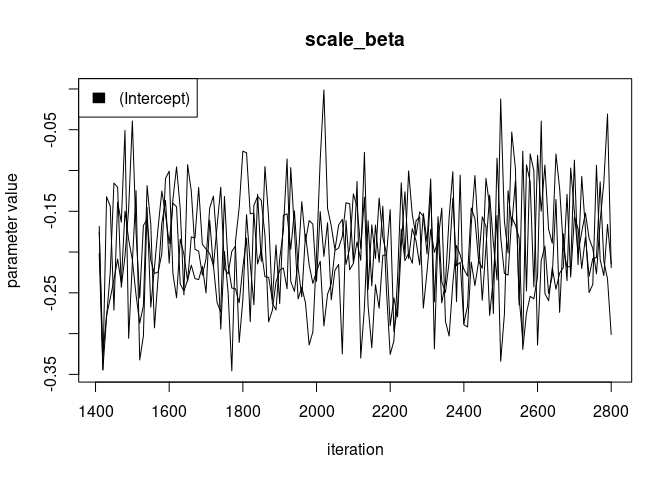 scale_beta
(Intercept)
parameter value
-0.05
-0.15
-0.25
-0.35
1400 1600 1800 2000 2200 2400 2600 2800
iteration